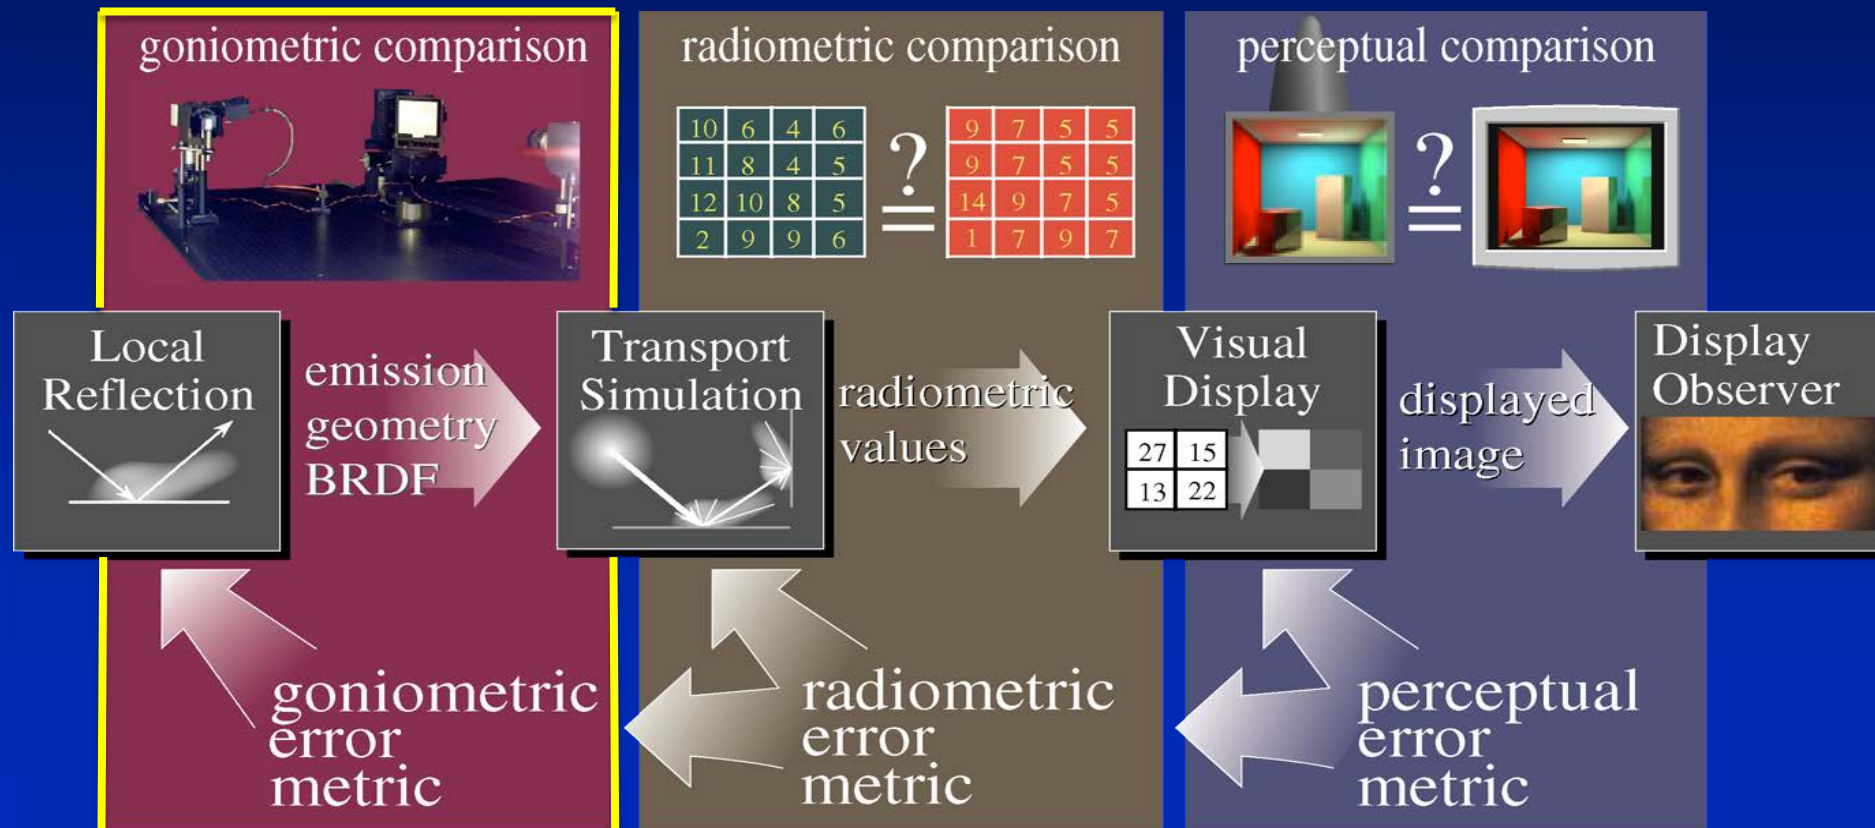 goniometric comparison
radiometric comparison
perceptual comparison
10 6 4 6
11 8 4 5
12 10 8 5
2 9 9 6
?
=
9 7 5 5
9 7 5 5
14 9 7 5
1 7 9 7
?
=
Local
Reflection
emission
geometry
BRDF
Transport
Simulation
radiometric
values
Visual
Display
27 15
13 22
displayed
image
Display
Observer
goniometric
error
metric
radiometric
error
metric
perceptual
error
metric